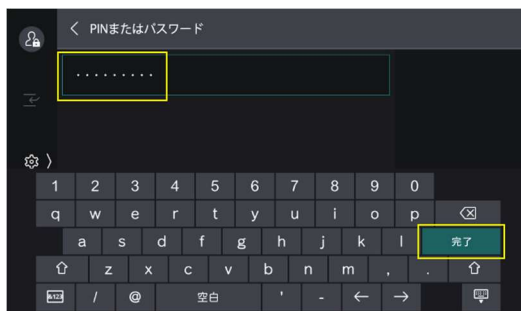 PINまたはパスワード
·········
1 2 3 4 5 6 7 8 9 0
q w e r t y u i o p
a s d f g h j k l 完了
z x c v b n m , .
&123 / @ 空白 ' - ← →